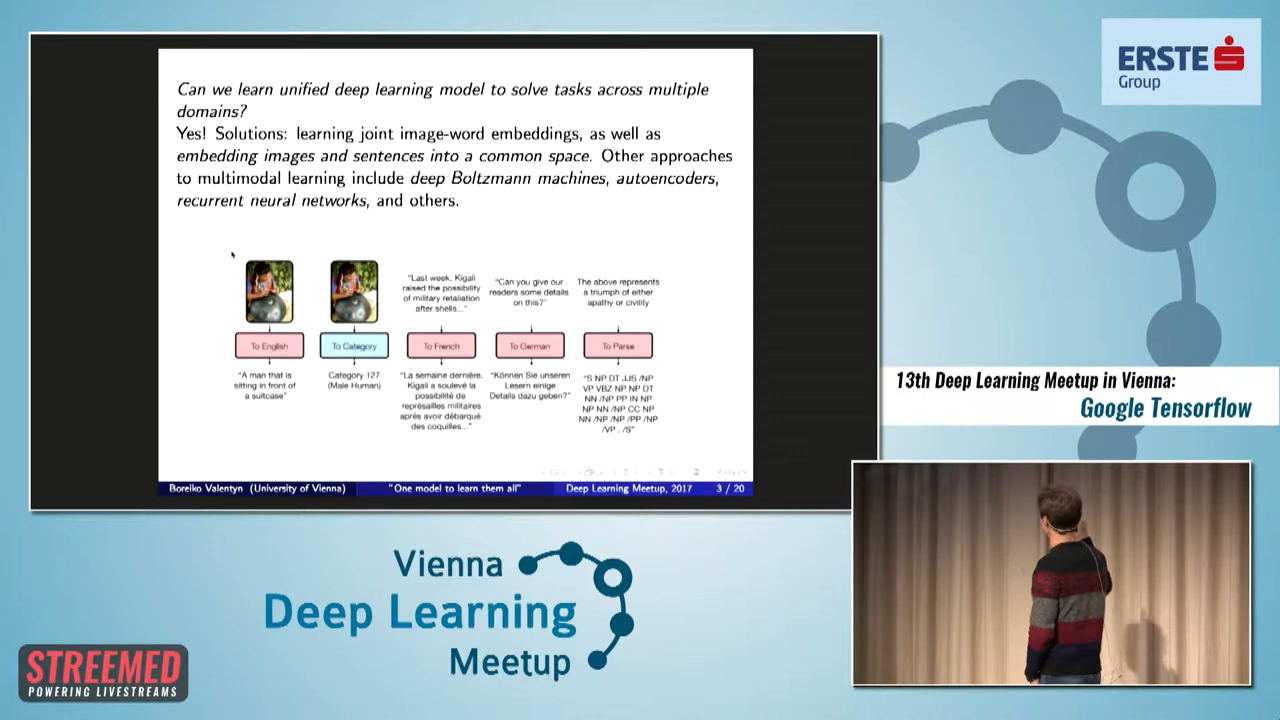 Can we learn unified deep learning model to solve tasks across multiple
domains?
Yes! Solutions: learning joint image-word embeddings, as well as
embedding images and sentences into a common space. Other approaches
to multimodal learning include deep Boltzmann machines, autoencoders,
recurrent neural networks, and others.
"Last week, Kigali
raised the possibility
of military retaliation
after shells..."
"Can you give our
readers some details
on this?"
The above represents
a triumph of either
apathy or civility
To English
To Category
To French
To German
To Parse
"A man that is
sitting in front of
a suitcase"
Category 127
(Male Human)
"La semaine dernière,
Kigali a soulevé la
possibilité de
représailles militaires
après avoir débarqué
des coquilles..."
"Können Sie unseren
Lesern einige
Details dazu geben?"
"S NP DT JJS /NP
VP VBZ NP NP DT
NN /NP PP IN NP
NP NN /NP CC NP
NN /NP /NP /PP /NP
/VP . /S"
Boreiko Valentyn (University of Vienna)
"One model to learn them all"
Deep Learning Meetup, 2017
3 / 20
ERSTE
Group
13th Deep Learning Meetup in Vienna:
Google Tensorflow
Vienna
Deep Learning
Meetup
STREEMED
POWERING LIVESTREAMS